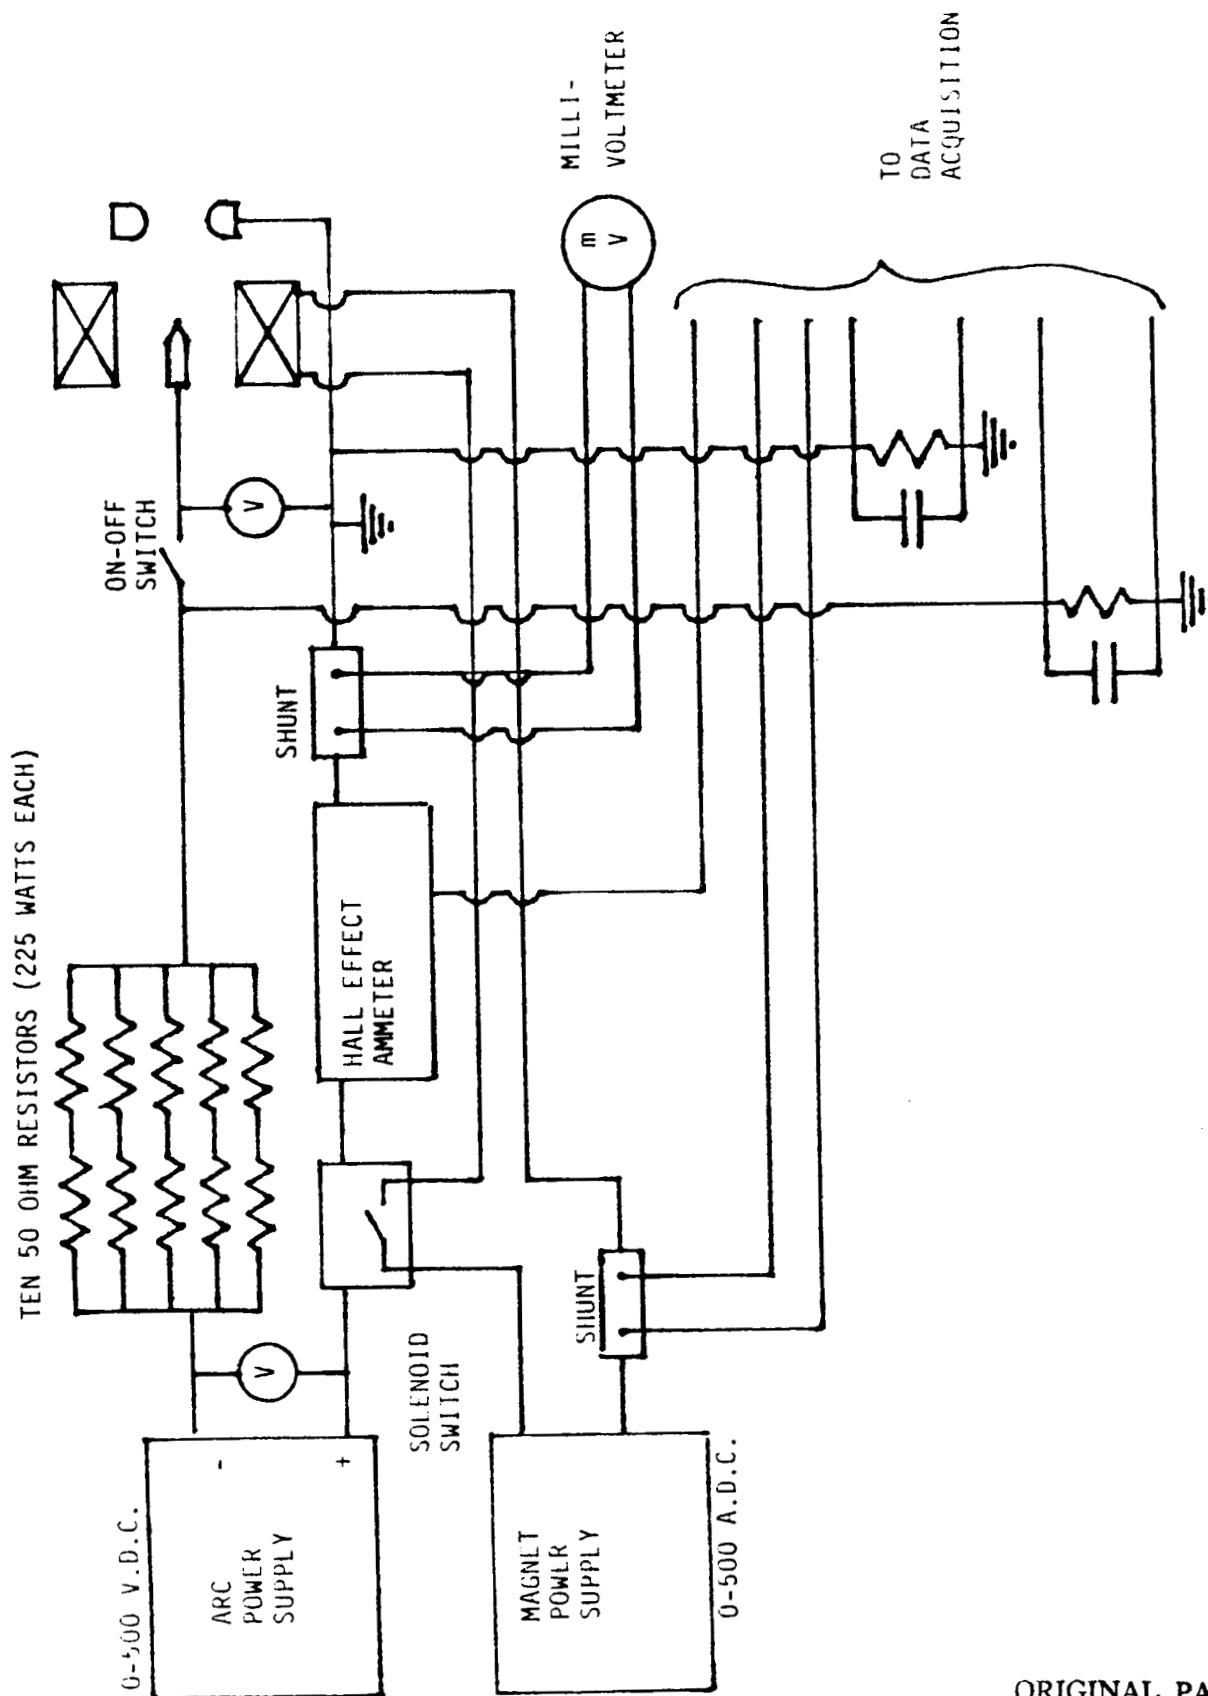 TEN 50 OHM RESISTORS (225 WATTS EACH)
0-500 V.D.C.
ARC
POWER
SUPPLY
-
+
V
SOLENOID
SWITCH
HALL EFFECT
AMMETER
SHUNT
ON-OFF
SWITCH
V
MAGNET
POWER
SUPPLY
0-500 A.D.C.
SHUNT
MILLI-
VOLTMETER
m
V
TO
DATA
ACQUISITION
ORIGINAL PA